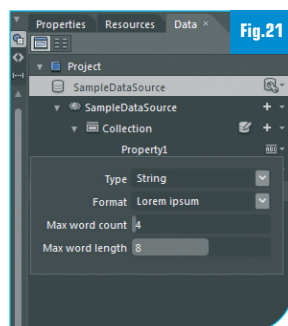 Properties Resources Data ×
Fig.21
Project
SampleDataSource
SampleDataSource
Collection
Property1
Type String
Format Lorem ipsum
Max word count 4
Max word length 8